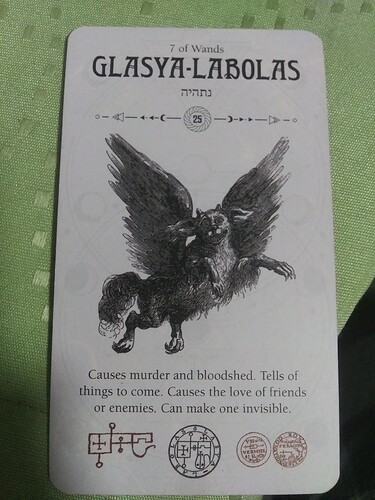 7 of Wands
GLASYA-LABOLAS
נתהיה
25
Causes murder and bloodshed. Tells of
things to come. Causes the love of friends
or enemies. Can make one invisible.